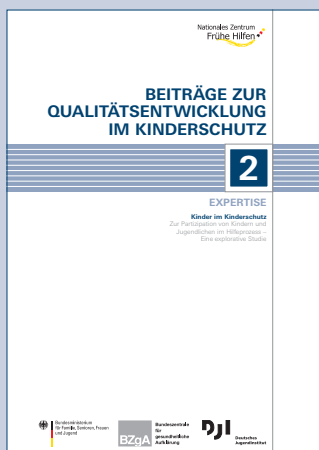 Nationales Zentrum
Frühe Hilfen
BEITRÄGE ZUR
QUALITÄTSENTWICKLUNG
IM KINDERSCHUTZ
2
EXPERTISE
Kinder im Kinderschutz
Zur Partizipation von Kindern und
Jugendlichen im Hilfeprozess –
Eine explorative Studie
Bundesministerium
für Familie, Senioren, Frauen
und Jugend
BZgA
Bundeszentrale
für
gesundheitliche
Aufklärung
DJI
Deutsches
Jugendinstitut